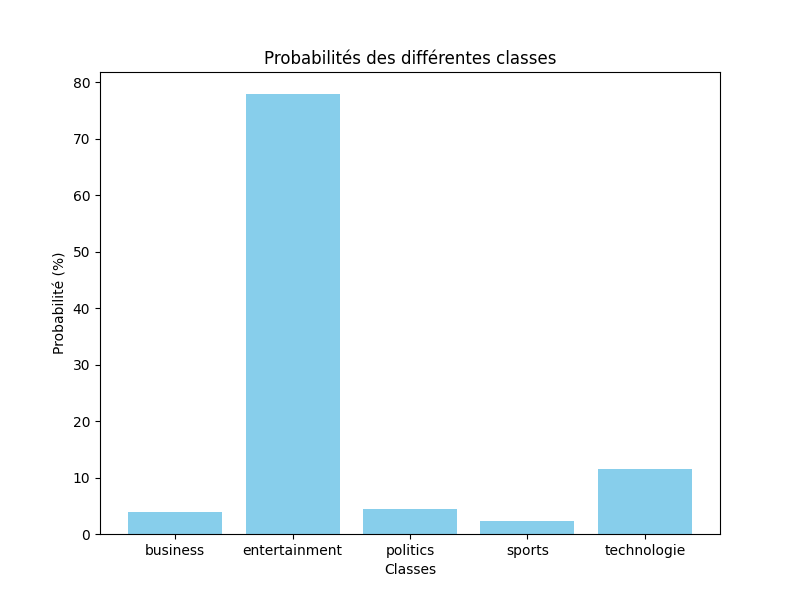 Probabilités des différentes classes
80
70
60
50
40
30
20
10
0
Probabilité (%)
business entertainment politics sports technologie
Classes